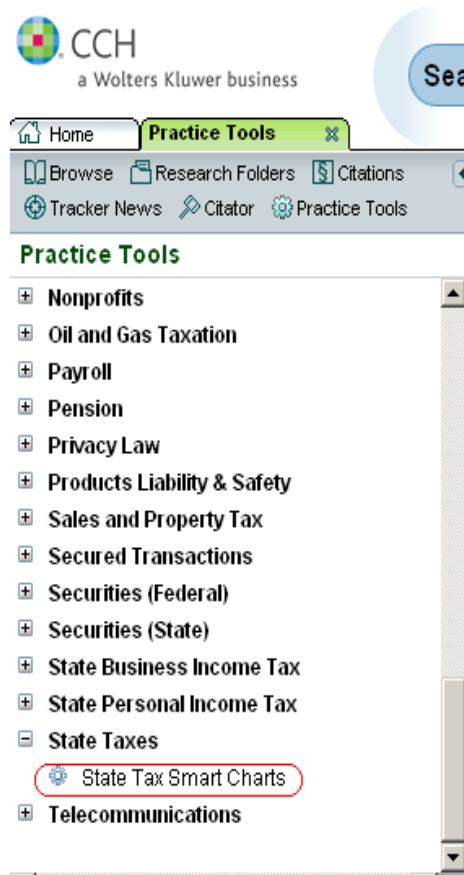 CCH
a Wolters Kluwer business
Home Practice Tools
Browse Research Folders Citations
Tracker News Citator Practice Tools
Practice Tools
Nonprofits
Oil and Gas Taxation
Payroll
Pension
Privacy Law
Products Liability & Safety
Sales and Property Tax
Secured Transactions
Securities (Federal)
Securities (State)
State Business Income Tax
State Personal Income Tax
State Taxes
State Tax Smart Charts
Telecommunications